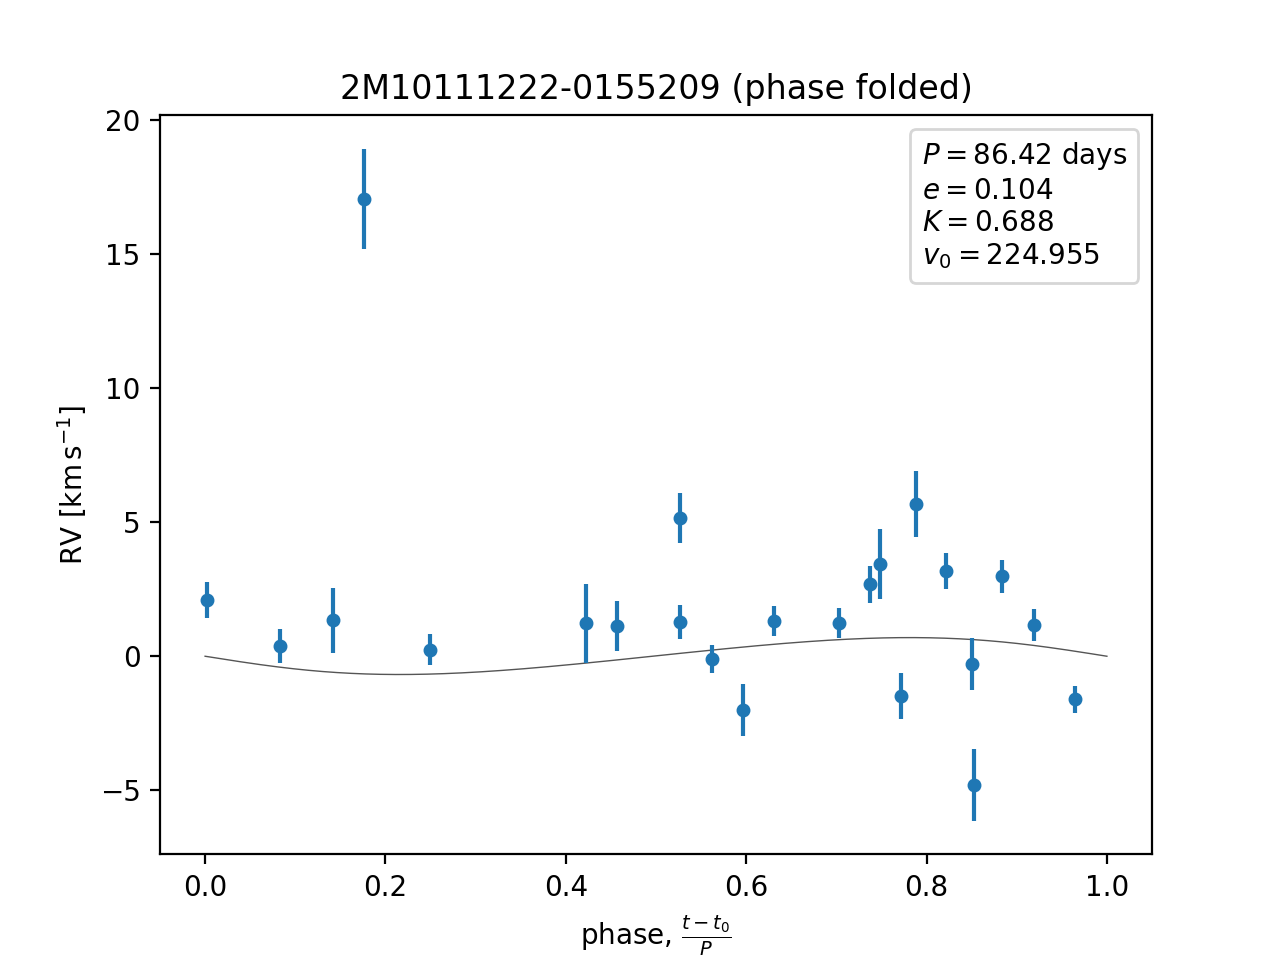 2M10111222-0155209 (phase folded)
P = 86.42 days
e = 0.104
K = 0.688
v₀ = 224.955
RV [km s⁻¹]
20
15
10
5
0
−5
0.0 0.2 0.4 0.6 0.8 1.0
phase, (t − t₀)/P